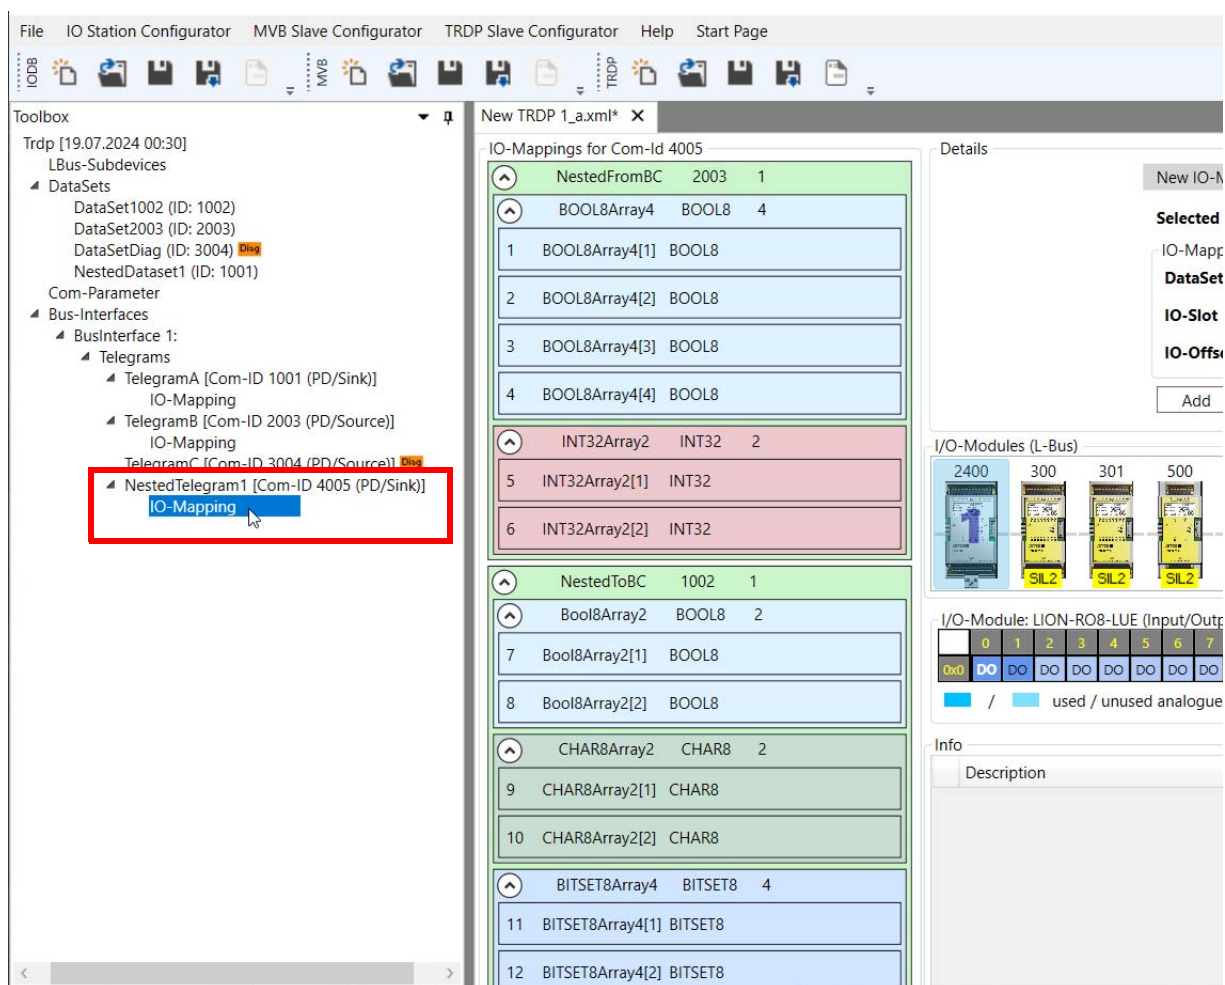 File IO Station Configurator MVB Slave Configurator TRDP Slave Configurator Help Start Page
IODB MVB TRDP
Toolbox
Trdp [19.07.2024 00:30]
LBus-Subdevices
DataSets
DataSet1002 (ID: 1002)
DataSet2003 (ID: 2003)
DataSetDiag (ID: 3004) Diag
NestedDataset1 (ID: 1001)
Com-Parameter
Bus-Interfaces
BusInterface 1:
Telegrams
TelegramA [Com-ID 1001 (PD/Sink)]
IO-Mapping
TelegramB [Com-ID 2003 (PD/Source)]
IO-Mapping
TelegramC [Com-ID 3004 (PD/Source)] Diag
NestedTelegram1 [Com-ID 4005 (PD/Sink)]
IO-Mapping
New TRDP 1_a.xml*
IO-Mappings for Com-Id 4005
NestedFromBC 2003 1
BOOL8Array4 BOOL8 4
1 BOOL8Array4[1] BOOL8
2 BOOL8Array4[2] BOOL8
3 BOOL8Array4[3] BOOL8
4 BOOL8Array4[4] BOOL8
INT32Array2 INT32 2
5 INT32Array2[1] INT32
6 INT32Array2[2] INT32
NestedToBC 1002 1
Bool8Array2 BOOL8 2
7 Bool8Array2[1] BOOL8
8 Bool8Array2[2] BOOL8
CHAR8Array2 CHAR8 2
9 CHAR8Array2[1] CHAR8
10 CHAR8Array2[2] CHAR8
BITSET8Array4 BITSET8 4
11 BITSET8Array4[1] BITSET8
12 BITSET8Array4[2] BITSET8
Details
New IO-M
Selected
IO-Mapp
DataSet
IO-Slot
IO-Offse
Add
I/O-Modules (L-Bus)
2400 300 301 500
1
SIL2 SIL2 SIL2
I/O-Module: LION-RO8-LUE (Input/Outp
0 1 2 3 4 5 6 7
0x0 DO DO DO DO DO DO DO DO
/ used / unused analogue
Info
Description